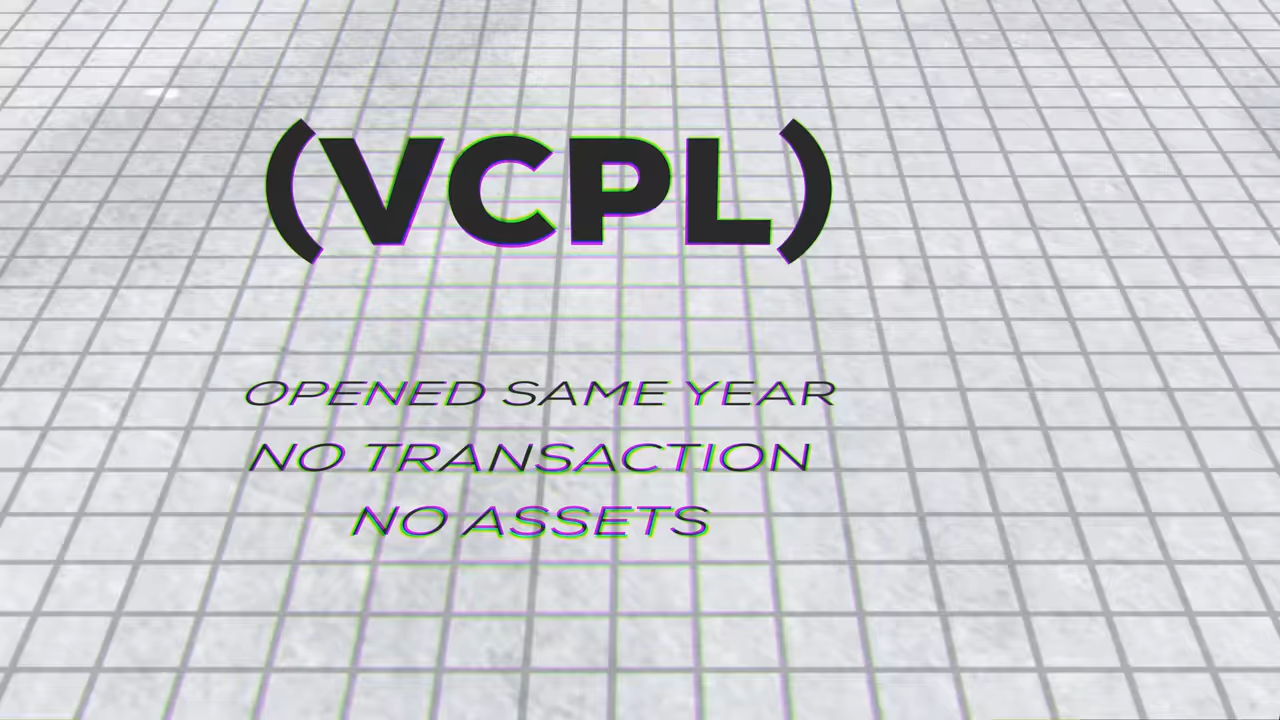 (VCPL)
OPENED SAME YEAR
NO TRANSACTION
NO ASSETS